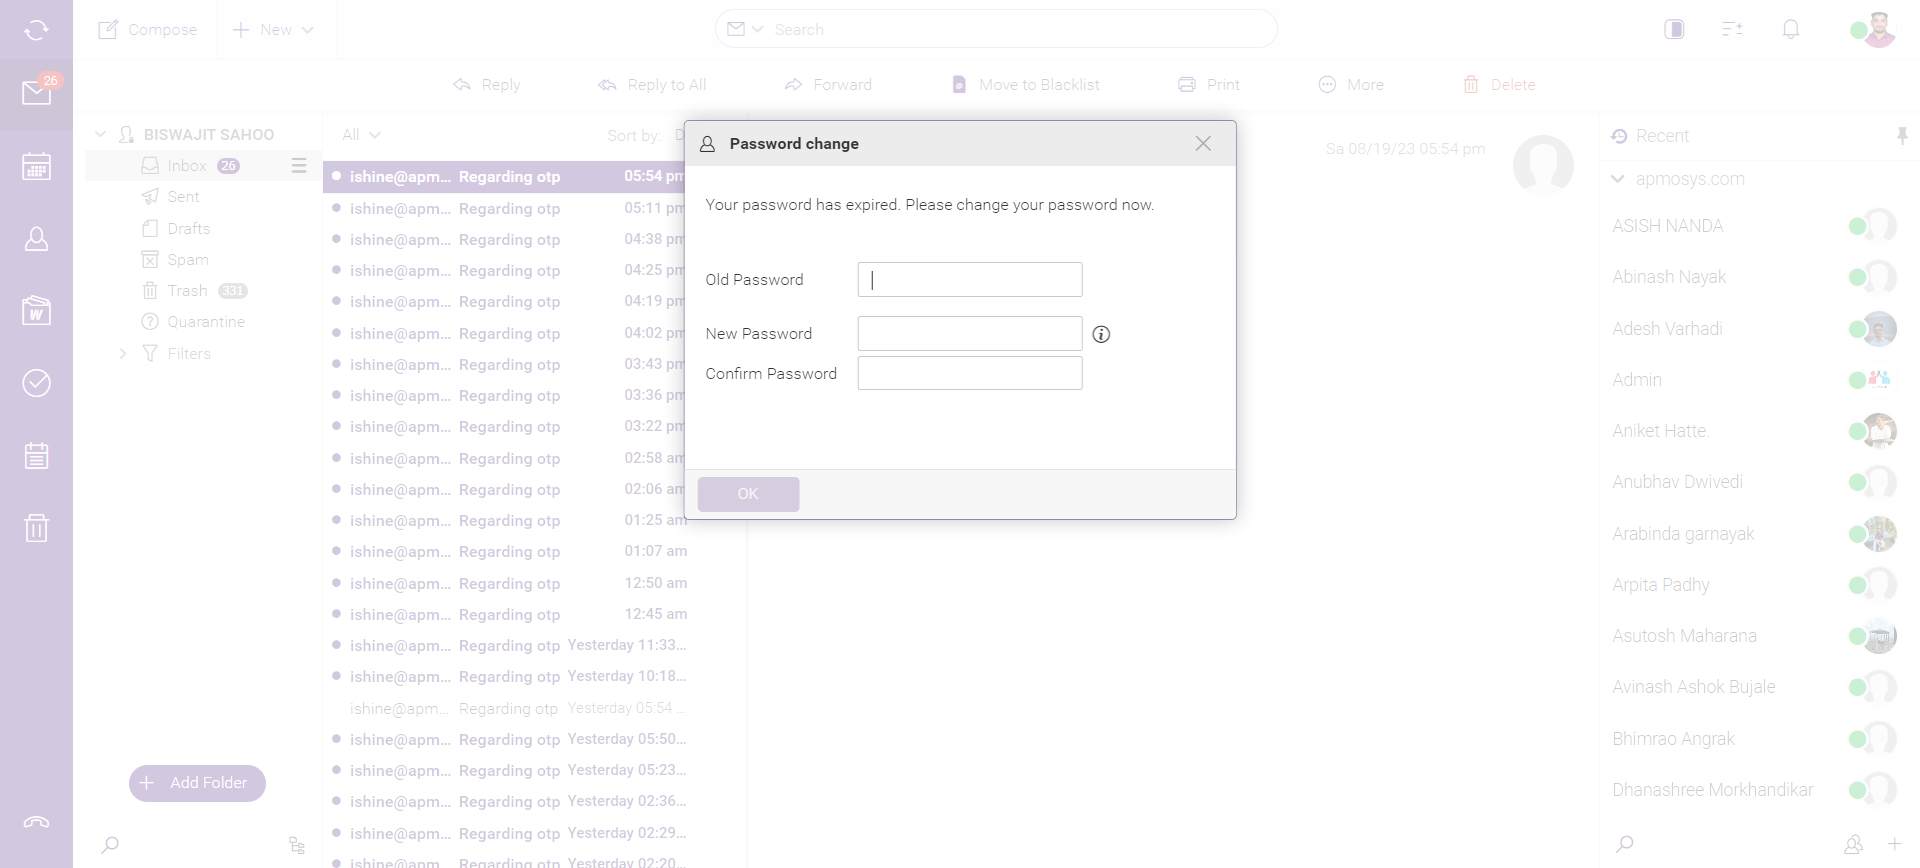 Compose
New
Search
26
Reply
Reply to All
Forward
Move to Blacklist
Print
More
Delete
BISWAJIT SAHOO
Inbox 26
Sent
Drafts
Spam
Trash 331
Quarantine
Filters
Add Folder
All
Sort by: D
ishine@apm... Regarding otp 05:54 pm
ishine@apm... Regarding otp 05:11 pm
ishine@apm... Regarding otp 04:38 pm
ishine@apm... Regarding otp 04:25 pm
ishine@apm... Regarding otp 04:19 pm
ishine@apm... Regarding otp 04:02 pm
ishine@apm... Regarding otp 03:43 pm
ishine@apm... Regarding otp 03:36 pm
ishine@apm... Regarding otp 03:22 pm
ishine@apm... Regarding otp 02:58 am
ishine@apm... Regarding otp 02:06 am
ishine@apm... Regarding otp 01:25 am
ishine@apm... Regarding otp 01:07 am
ishine@apm... Regarding otp 12:50 am
ishine@apm... Regarding otp 12:45 am
ishine@apm... Regarding otp Yesterday 11:33...
ishine@apm... Regarding otp Yesterday 10:18...
ishine@apm... Regarding otp Yesterday 05:54 ...
ishine@apm... Regarding otp Yesterday 05:50...
ishine@apm... Regarding otp Yesterday 05:23...
ishine@apm... Regarding otp Yesterday 02:36...
ishine@apm... Regarding otp Yesterday 02:29...
ishine@apm... Regarding otp Yesterday 02:20...
Password change
Your password has expired. Please change your password now.
Old Password
New Password
Confirm Password
OK
Sa 08/19/23 05:54 pm
Recent
apmosys.com
ASISH NANDA
Abinash Nayak
Adesh Varhadi
Admin
Aniket Hatte.
Anubhav Dwivedi
Arabinda garnayak
Arpita Padhy
Asutosh Maharana
Avinash Ashok Bujale
Bhimrao Angrak
Dhanashree Morkhandikar